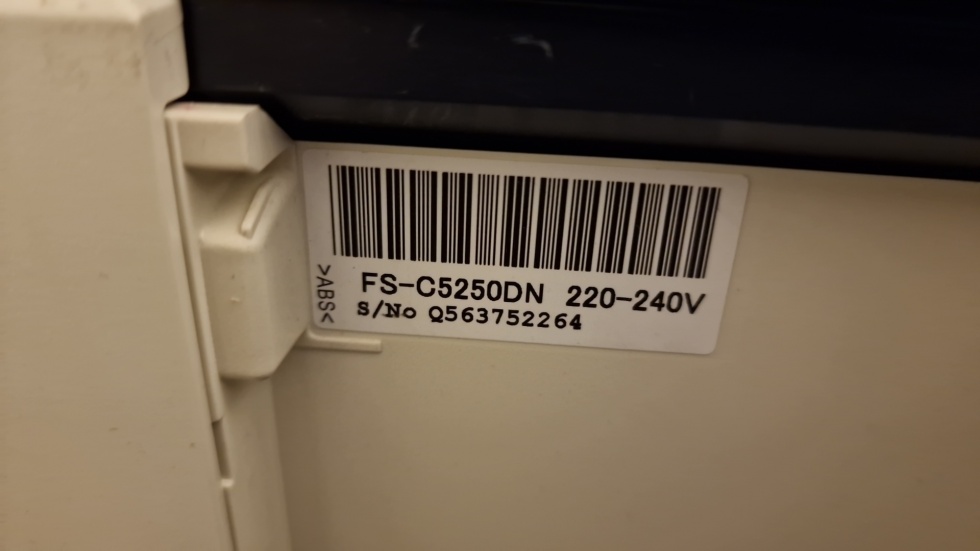 FS-C5250DN 220-240V
S/No Q563752264
>ABS<